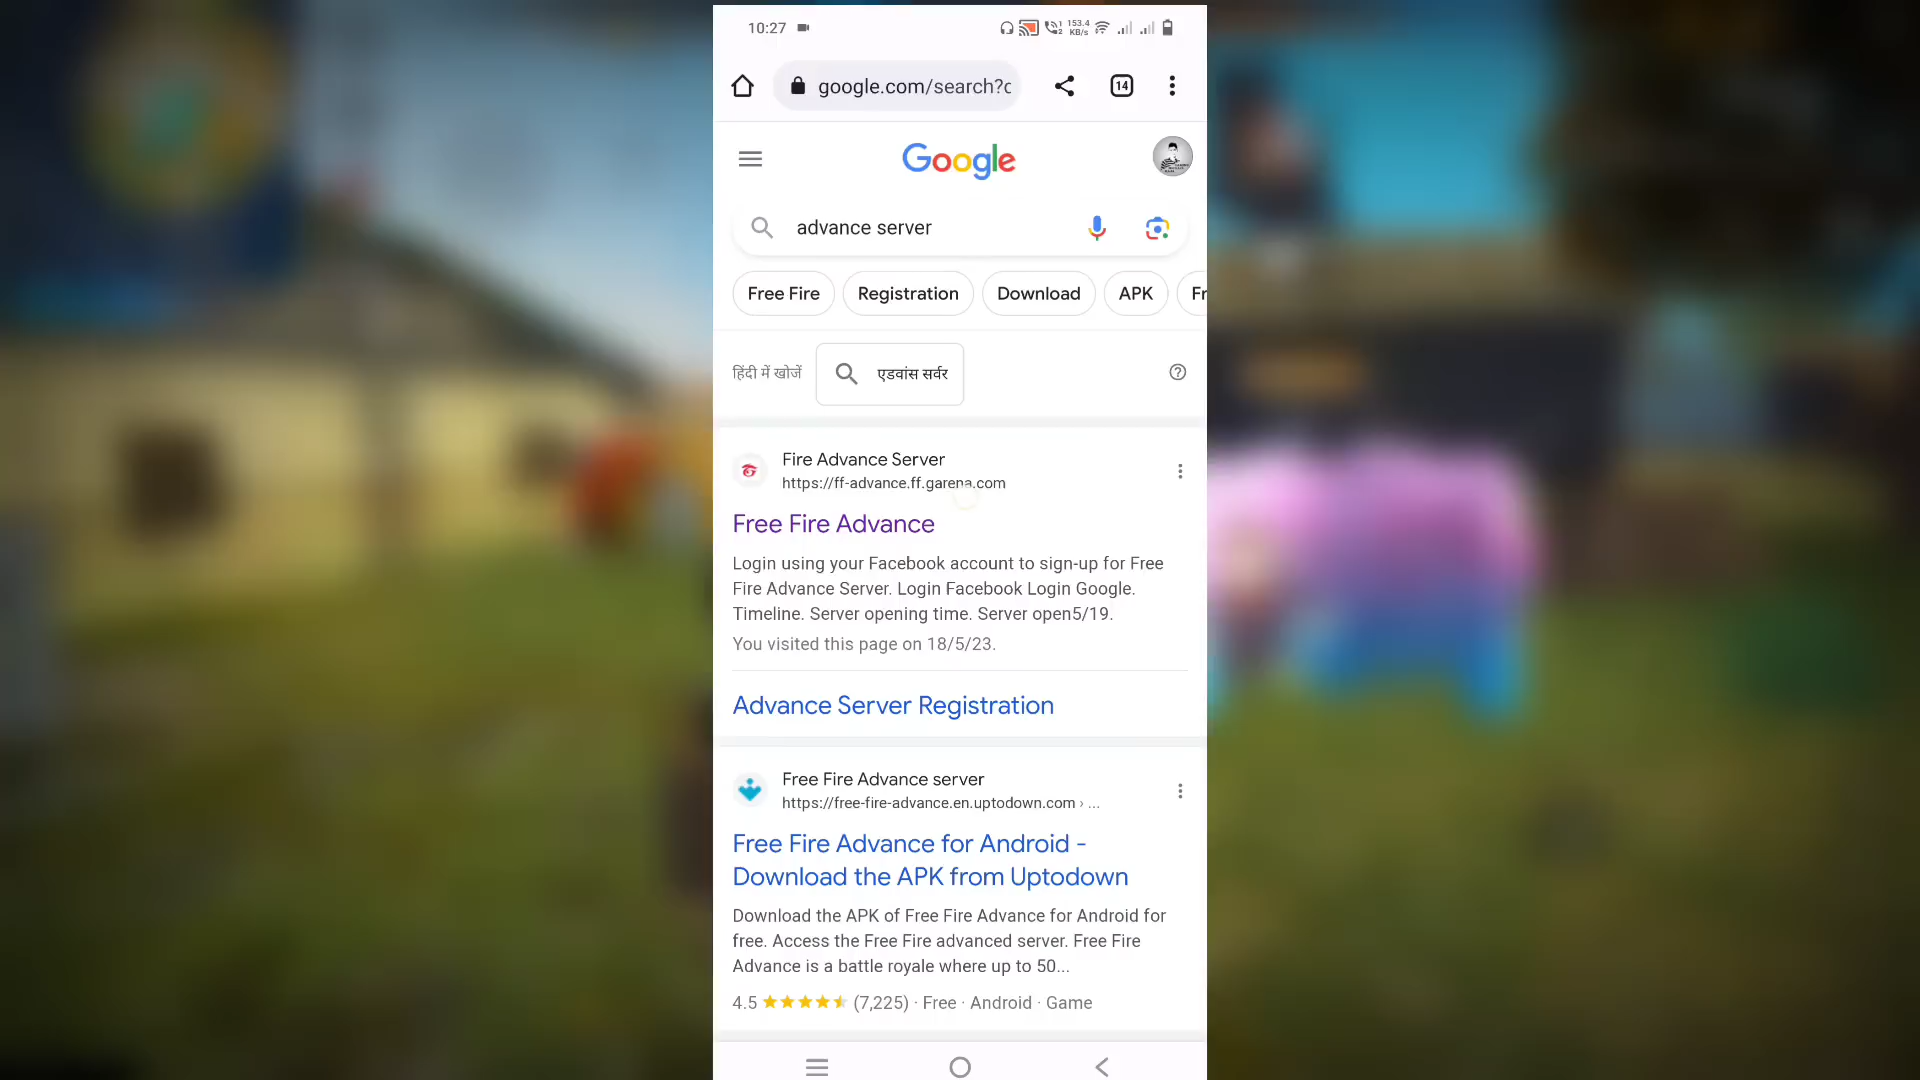 10:27
153.4
KB/s
google.com/search?c
14
Google
advance server
Free Fire
Registration
Download
APK
Fr
हिंदी में खोजें
एडवांस सर्वर
Fire Advance Server
https://ff-advance.ff.garena.com
Free Fire Advance
Login using your Facebook account to sign-up for Free
Fire Advance Server. Login Facebook Login Google.
Timeline. Server opening time. Server open5/19.
You visited this page on 18/5/23.
Advance Server Registration
Free Fire Advance server
https://free-fire-advance.en.uptodown.com › ...
Free Fire Advance for Android -
Download the APK from Uptodown
Download the APK of Free Fire Advance for Android for
free. Access the Free Fire advanced server. Free Fire
Advance is a battle royale where up to 50...
4.5 ★★★★★ (7,225) · Free · Android · Game